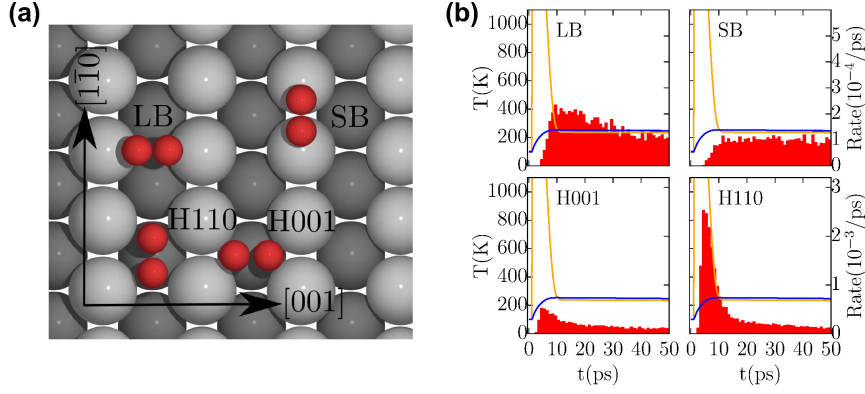 (a)
[11̄0]
LB
SB
H110
H001
[001]
(b)
LB
SB
T(K)
1000
800
600
400
200
0
5
4
3
2
1
0
Rate(10⁻⁴/ps)
H001
H110
T(K)
1000
800
600
400
200
0
3
2
1
0
Rate(10⁻³/ps)
0 10 20 30 40 50
10 20 30 40 50
t(ps)
t(ps)